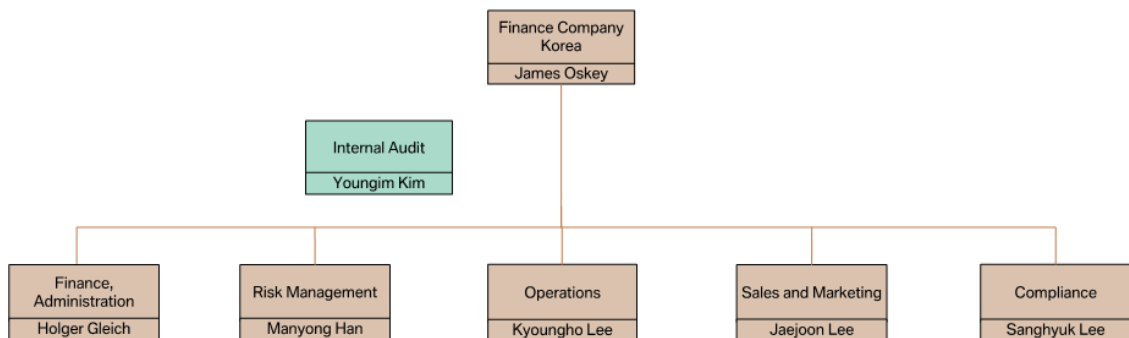 Finance Company
Korea
James Oskey
Internal Audit
Youngim Kim
Finance,
Administration
Holger Gleich
Risk Management
Manyong Han
Operations
Kyoungho Lee
Sales and Marketing
Jaejoon Lee
Compliance
Sanghyuk Lee